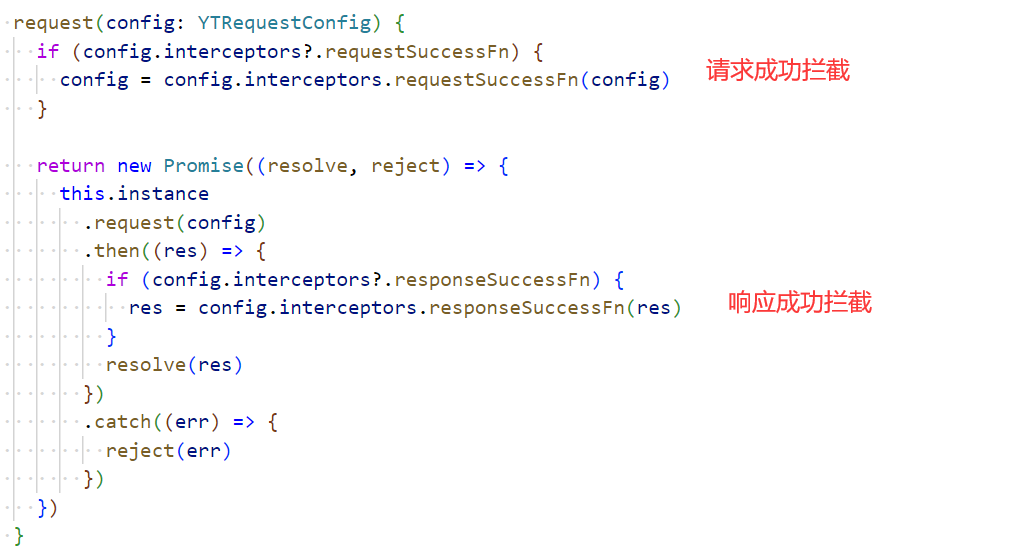 request(config: YTRequestConfig) {
if (config.interceptors?.requestSuccessFn) {
请求成功拦截
config = config.interceptors.requestSuccessFn(config)
}
return new Promise((resolve, reject) => {
this.instance
.request(config)
.then((res) => {
if (config.interceptors?.responseSuccessFn) {
响应成功拦截
res = config.interceptors.responseSuccessFn(res)
}
resolve(res)
})
.catch((err) => {
reject(err)
})
})
}